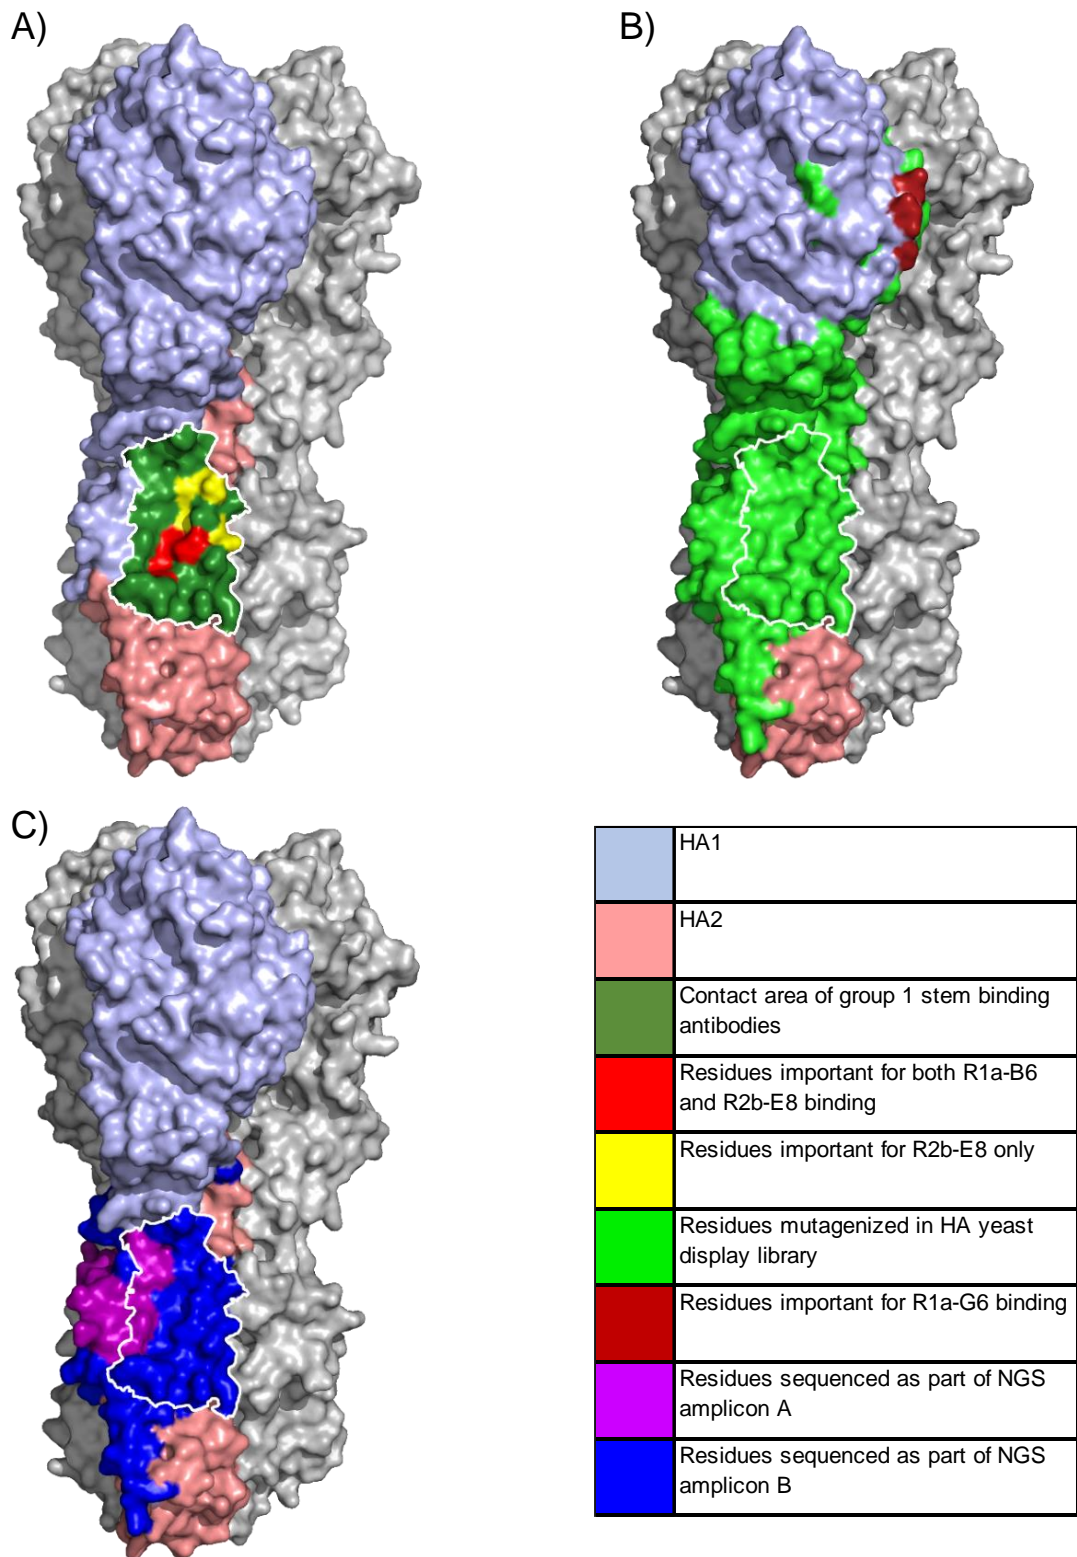 A)
B)
C)
HA1
HA2
Contact area of group 1 stem binding
antibodies
Residues important for both R1a-B6
and R2b-E8 binding
Residues important for R2b-E8 only
Residues mutagenized in HA yeast
display library
Residues important for R1a-G6 binding
Residues sequenced as part of NGS
amplicon A
Residues sequenced as part of NGS
amplicon B